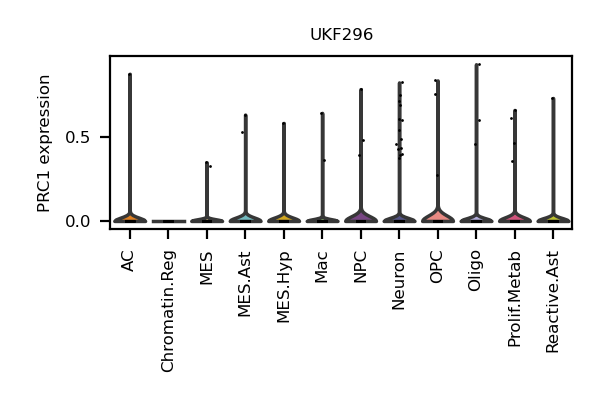 UKF296
PRC1 expression
0.5
0.0
AC
Chromatin.Reg
MES
MES.Ast
MES.Hyp
Mac
NPC
Neuron
OPC
Oligo
Prolif.Metab
Reactive.Ast